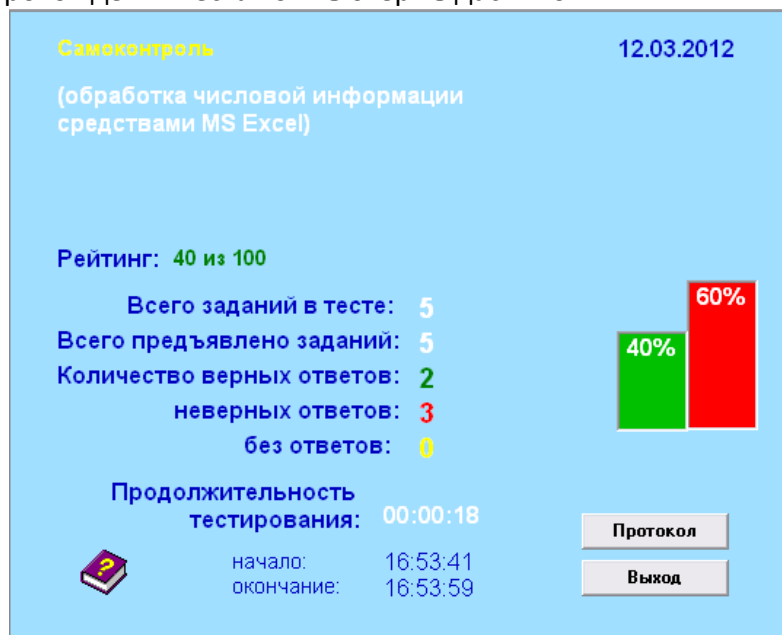 Самоконтроль
12.03.2012
(обработка числовой информации
средствами MS Excel)
Рейтинг: 40 из 100
Всего заданий в тесте: 5
Всего предъявлено заданий: 5
Количество верных ответов: 2
неверных ответов: 3
без ответов: 0
60%
40%
Продолжительность
тестирования: 00:00:18
начало: 16:53:41
окончание: 16:53:59
Протокол
Выход